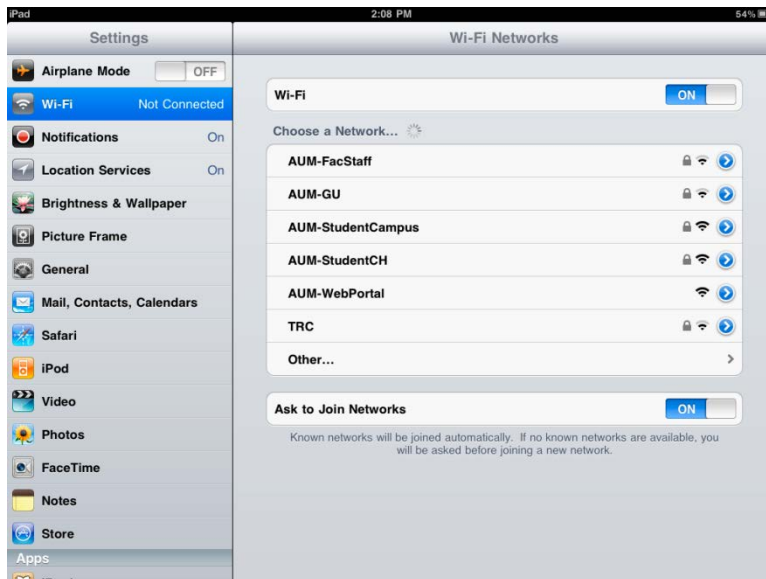 iPad 2:08 PM 54%
Settings
Airplane Mode OFF
Wi-Fi Not Connected
Notifications On
Location Services On
Brightness & Wallpaper
Picture Frame
General
Mail, Contacts, Calendars
Safari
iPod
Video
Photos
FaceTime
Notes
Store
Apps
Wi-Fi Networks
Wi-Fi ON
Choose a Network...
AUM-FacStaff
AUM-GU
AUM-StudentCampus
AUM-StudentCH
AUM-WebPortal
TRC
Other...
Ask to Join Networks ON
Known networks will be joined automatically. If no known networks are available, you
will be asked before joining a new network.